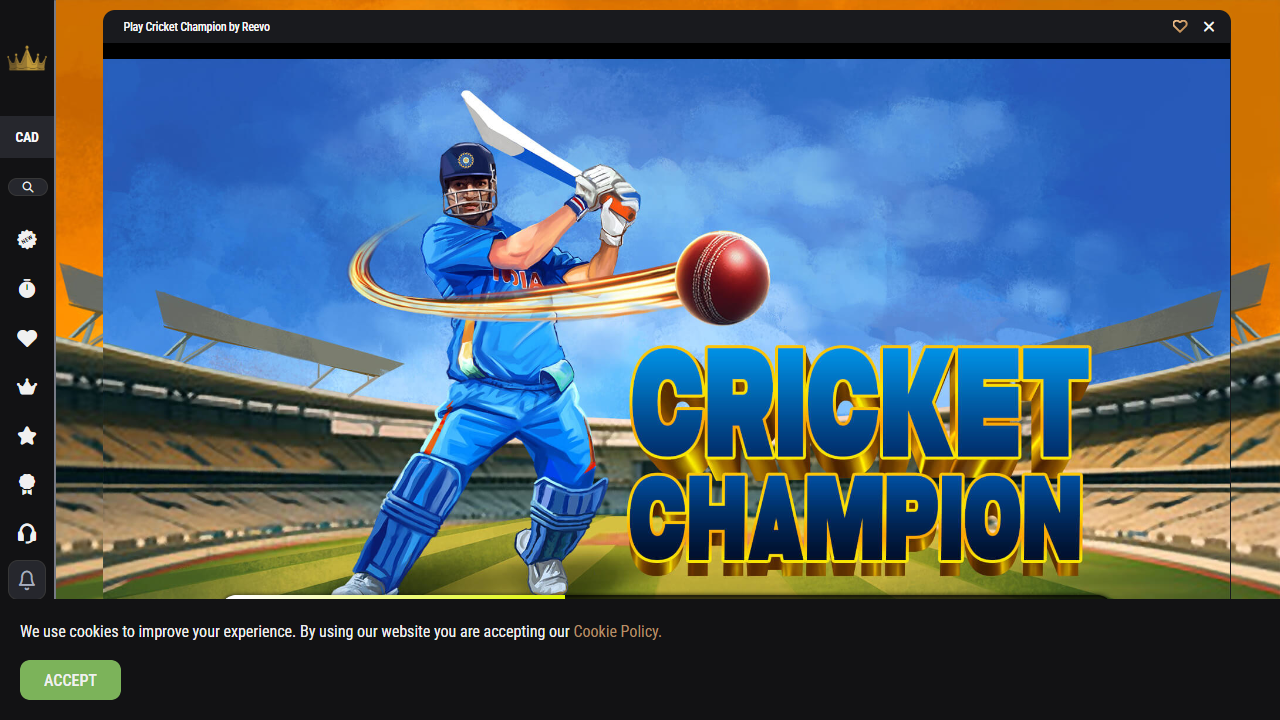 Play Cricket Champion by Reevo
CAD
NEW
INDIA
CRICKET
CHAMPION
We use cookies to improve your experience. By using our website you are accepting our Cookie Policy.
ACCEPT